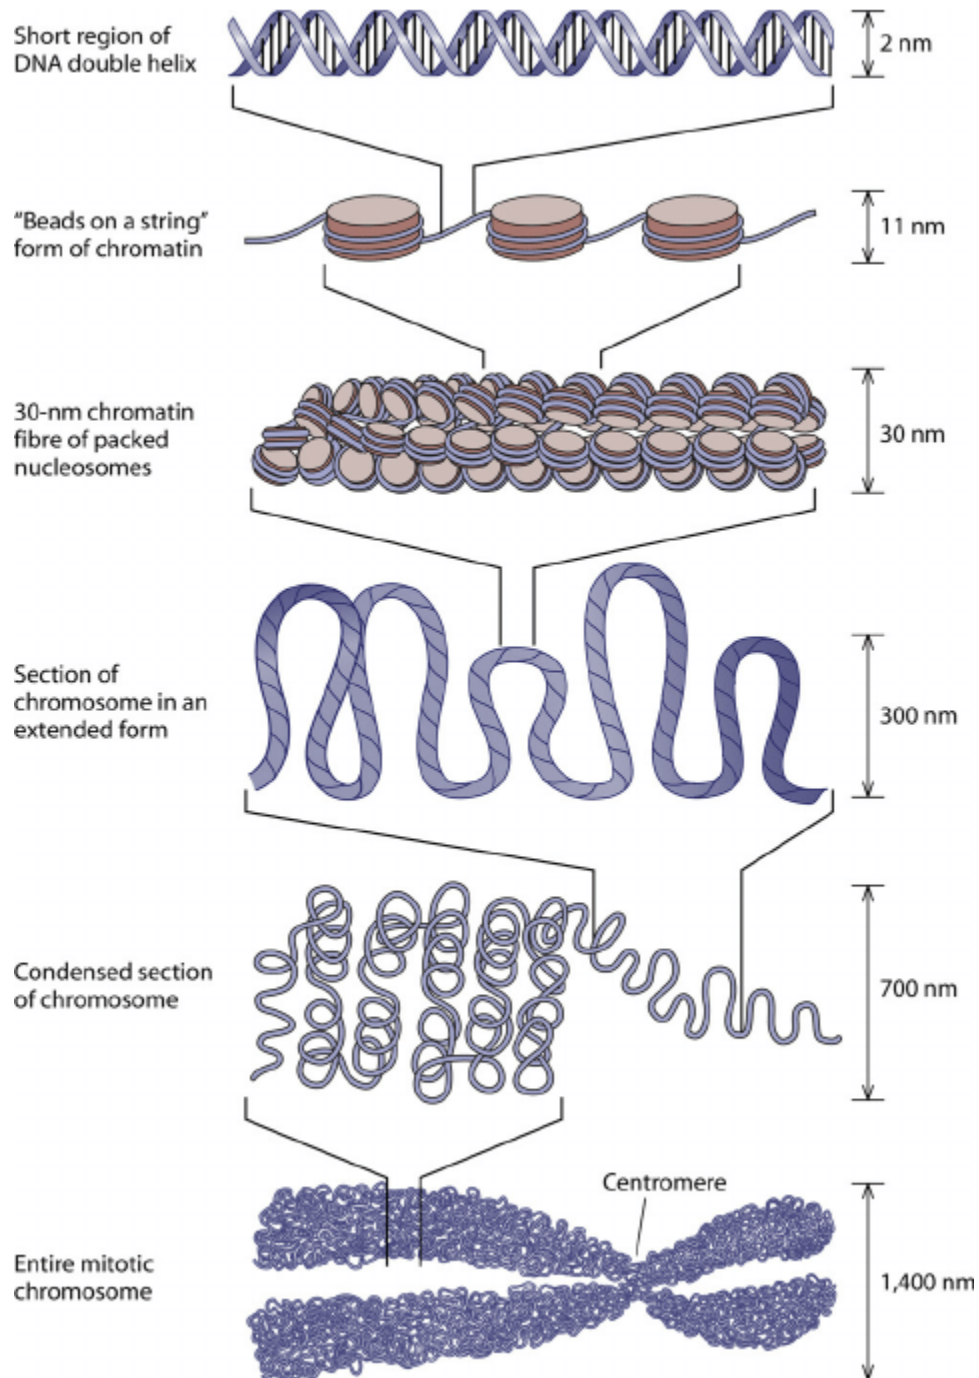 Short region of
DNA double helix
2 nm
"Beads on a string"
form of chromatin
11 nm
30-nm chromatin
fibre of packed
nucleosomes
30 nm
Section of
chromosome in an
extended form
300 nm
Condensed section
of chromosome
700 nm
Centromere
Entire mitotic
chromosome
1,400 nm